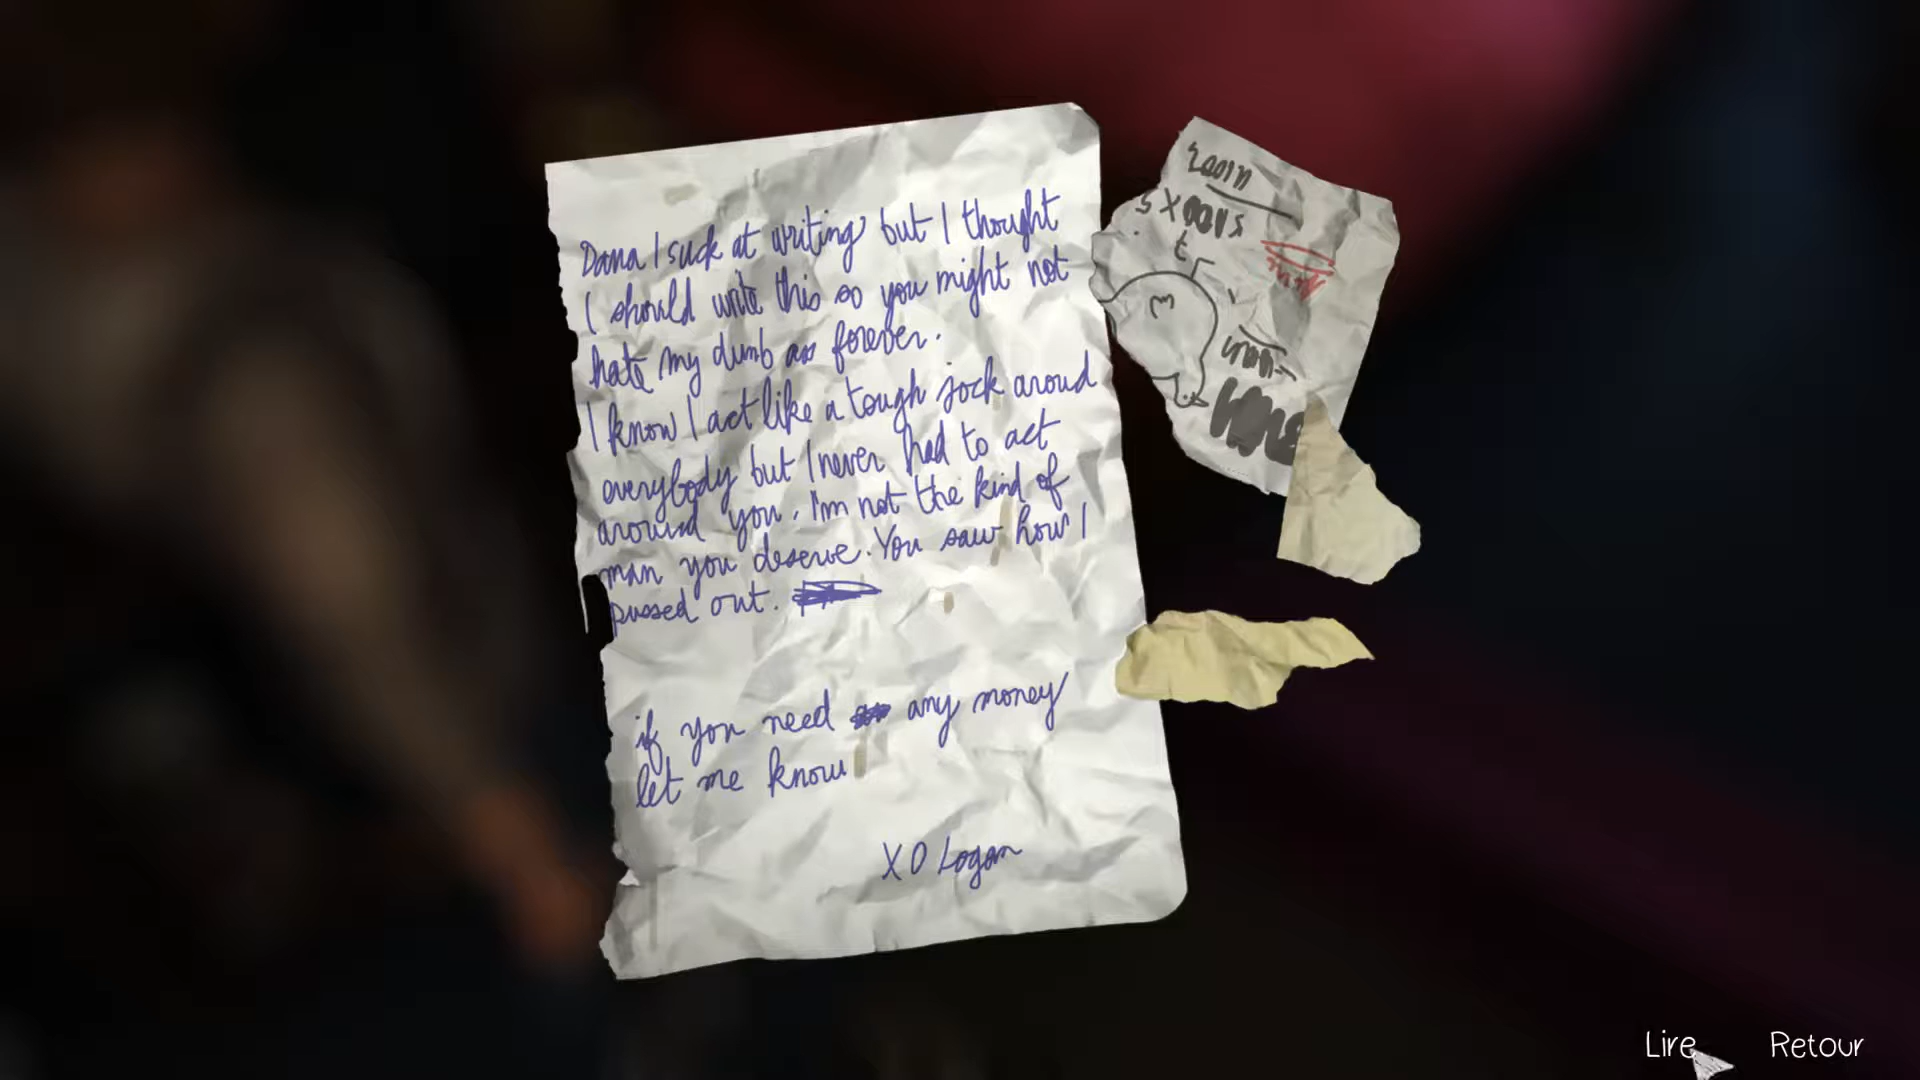 Dana I suck at writing but I thought
I should write this so you might not
hate my dumb ass forever.
I know I act like a tough jock aroud
everybody but I never had to act
around you. I'm not the kind of
man you deserve. You saw how I
pussed out.
if you need any money
let me know
XO Logan
Lire
Retour